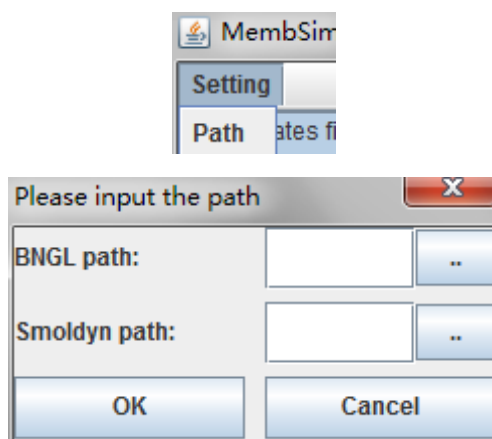 MembSim
Setting
Path ates fi
Please input the path X
BNGL path: ..
Smoldyn path: ..
OK Cancel